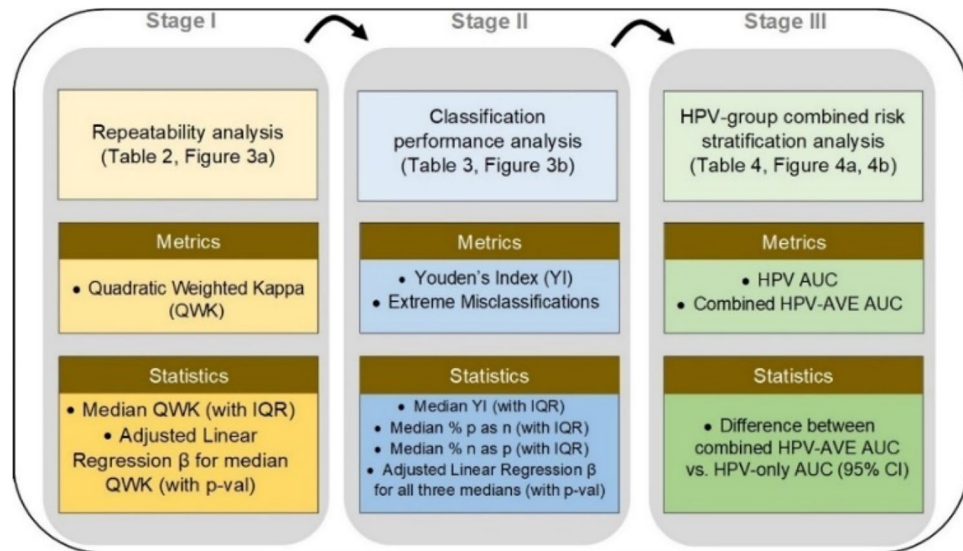 Stage I
Stage II
Stage III
Repeatability analysis
(Table 2, Figure 3a)
Metrics
• Quadratic Weighted Kappa
(QWK)
Statistics
• Median QWK (with IQR)
• Adjusted Linear
Regression β for median
QWK (with p-val)
Classification
performance analysis
(Table 3, Figure 3b)
Metrics
• Youden's Index (YI)
• Extreme Misclassifications
Statistics
• Median YI (with IQR)
• Median % p as n (with IQR)
• Median % n as p (with IQR)
• Adjusted Linear Regression β
for all three medians (with p-val)
HPV-group combined risk
stratification analysis
(Table 4, Figure 4a, 4b)
Metrics
• HPV AUC
• Combined HPV-AVE AUC
Statistics
• Difference between
combined HPV-AVE AUC
vs. HPV-only AUC (95% CI)